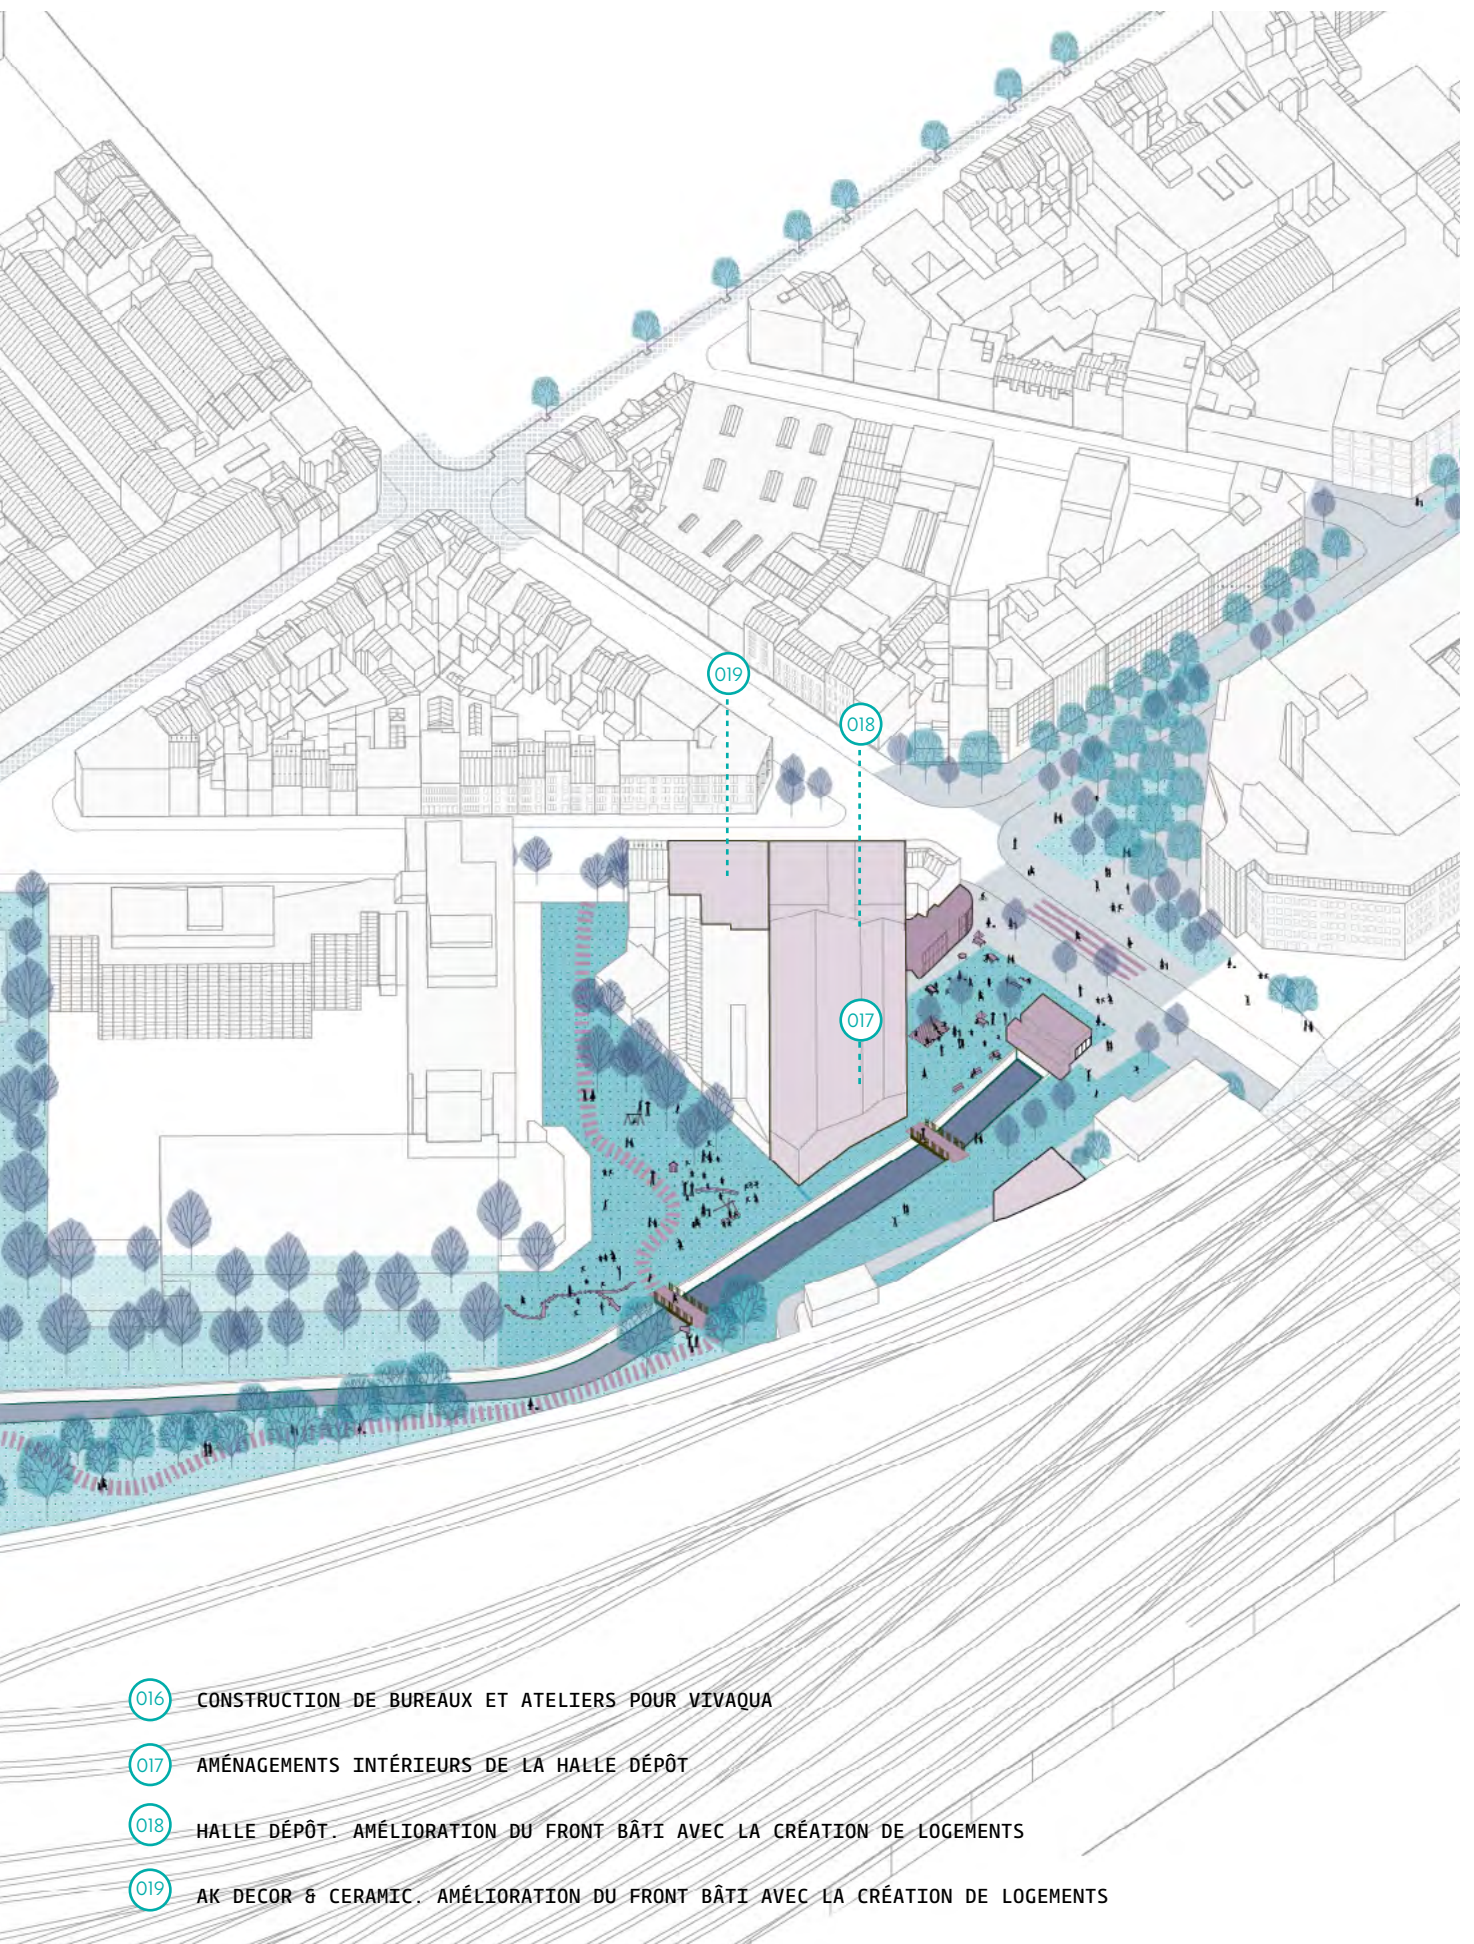 019
018
017
016 CONSTRUCTION DE BUREAUX ET ATELIERS POUR VIVAQUA
017 AMÉNAGEMENTS INTÉRIEURS DE LA HALLE DÉPÔT
018 HALLE DÉPÔT. AMÉLIORATION DU FRONT BÂTI AVEC LA CRÉATION DE LOGEMENTS
019 AK DECOR & CERAMIC. AMÉLIORATION DU FRONT BÂTI AVEC LA CRÉATION DE LOGEMENTS